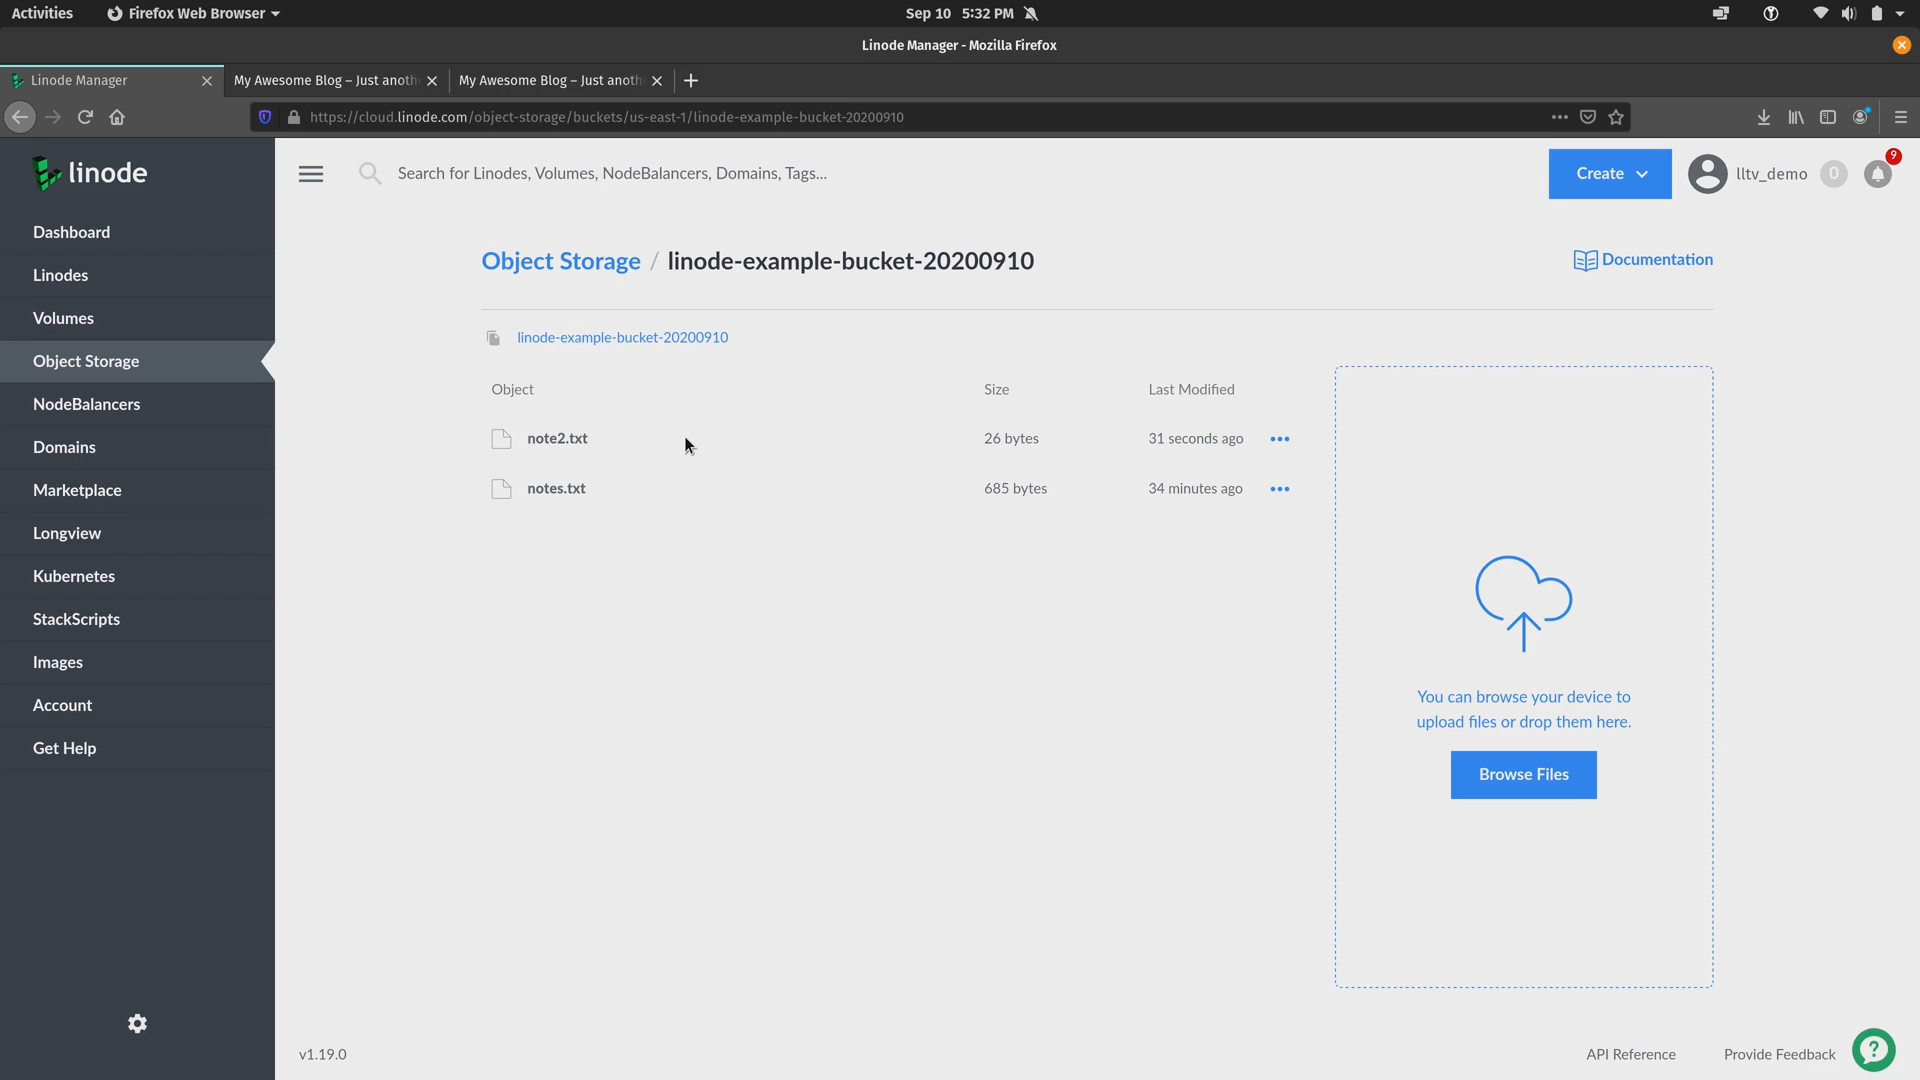 Activities
Firefox Web Browser
Sep 10 5:32 PM
Linode Manager - Mozilla Firefox
Linode Manager
My Awesome Blog – Just anoth
My Awesome Blog – Just anoth
https://cloud.linode.com/object-storage/buckets/us-east-1/linode-example-bucket-20200910
linode
Search for Linodes, Volumes, NodeBalancers, Domains, Tags...
Create
lltv_demo
0
9
Dashboard
Linodes
Volumes
Object Storage
NodeBalancers
Domains
Marketplace
Longview
Kubernetes
StackScripts
Images
Account
Get Help
Object Storage / linode-example-bucket-20200910
Documentation
linode-example-bucket-20200910
Object Size Last Modified
note2.txt 26 bytes 31 seconds ago
notes.txt 685 bytes 34 minutes ago
You can browse your device to
upload files or drop them here.
Browse Files
v1.19.0
API Reference
Provide Feedback
?